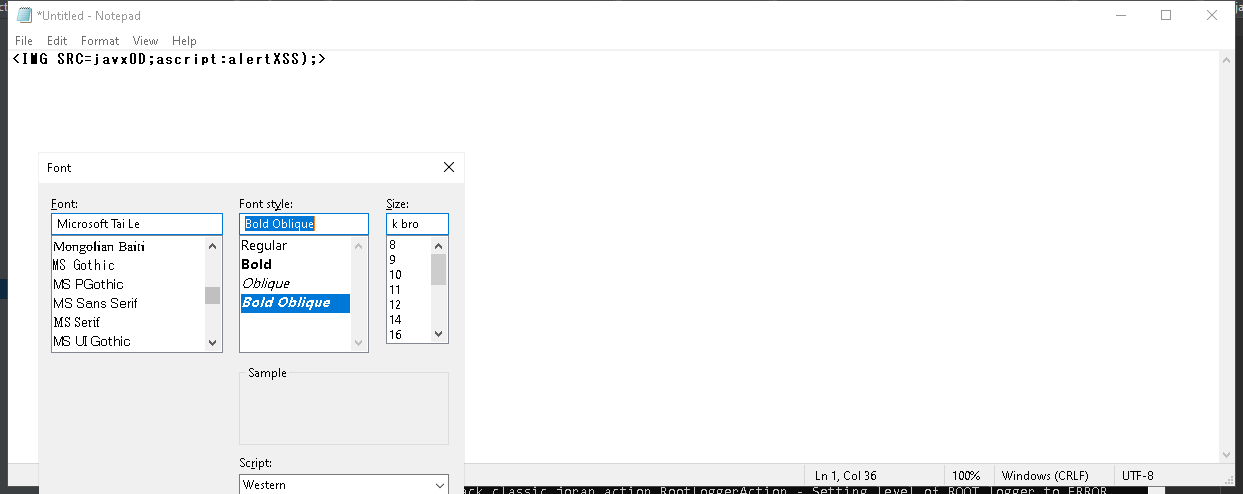 *Untitled - Notepad
File Edit Format View Help
<IMG SRC=javx0D;ascript:alertXSS);>
Font
Font: Font style: Size:
Microsoft Tai Le Bold Oblique k bro
Mongolian Baiti Regular 8
MS Gothic Bold 9
MS PGothic Oblique 10
MS Sans Serif Bold Oblique 11
MS Serif 12
MS UI Gothic 14
16
Sample
Script:
Western
Ln 1, Col 36 100% Windows (CRLF) UTF-8
ack.classic.joran.action.RootLoggerAction - Setting level of ROOT logger to ERROR